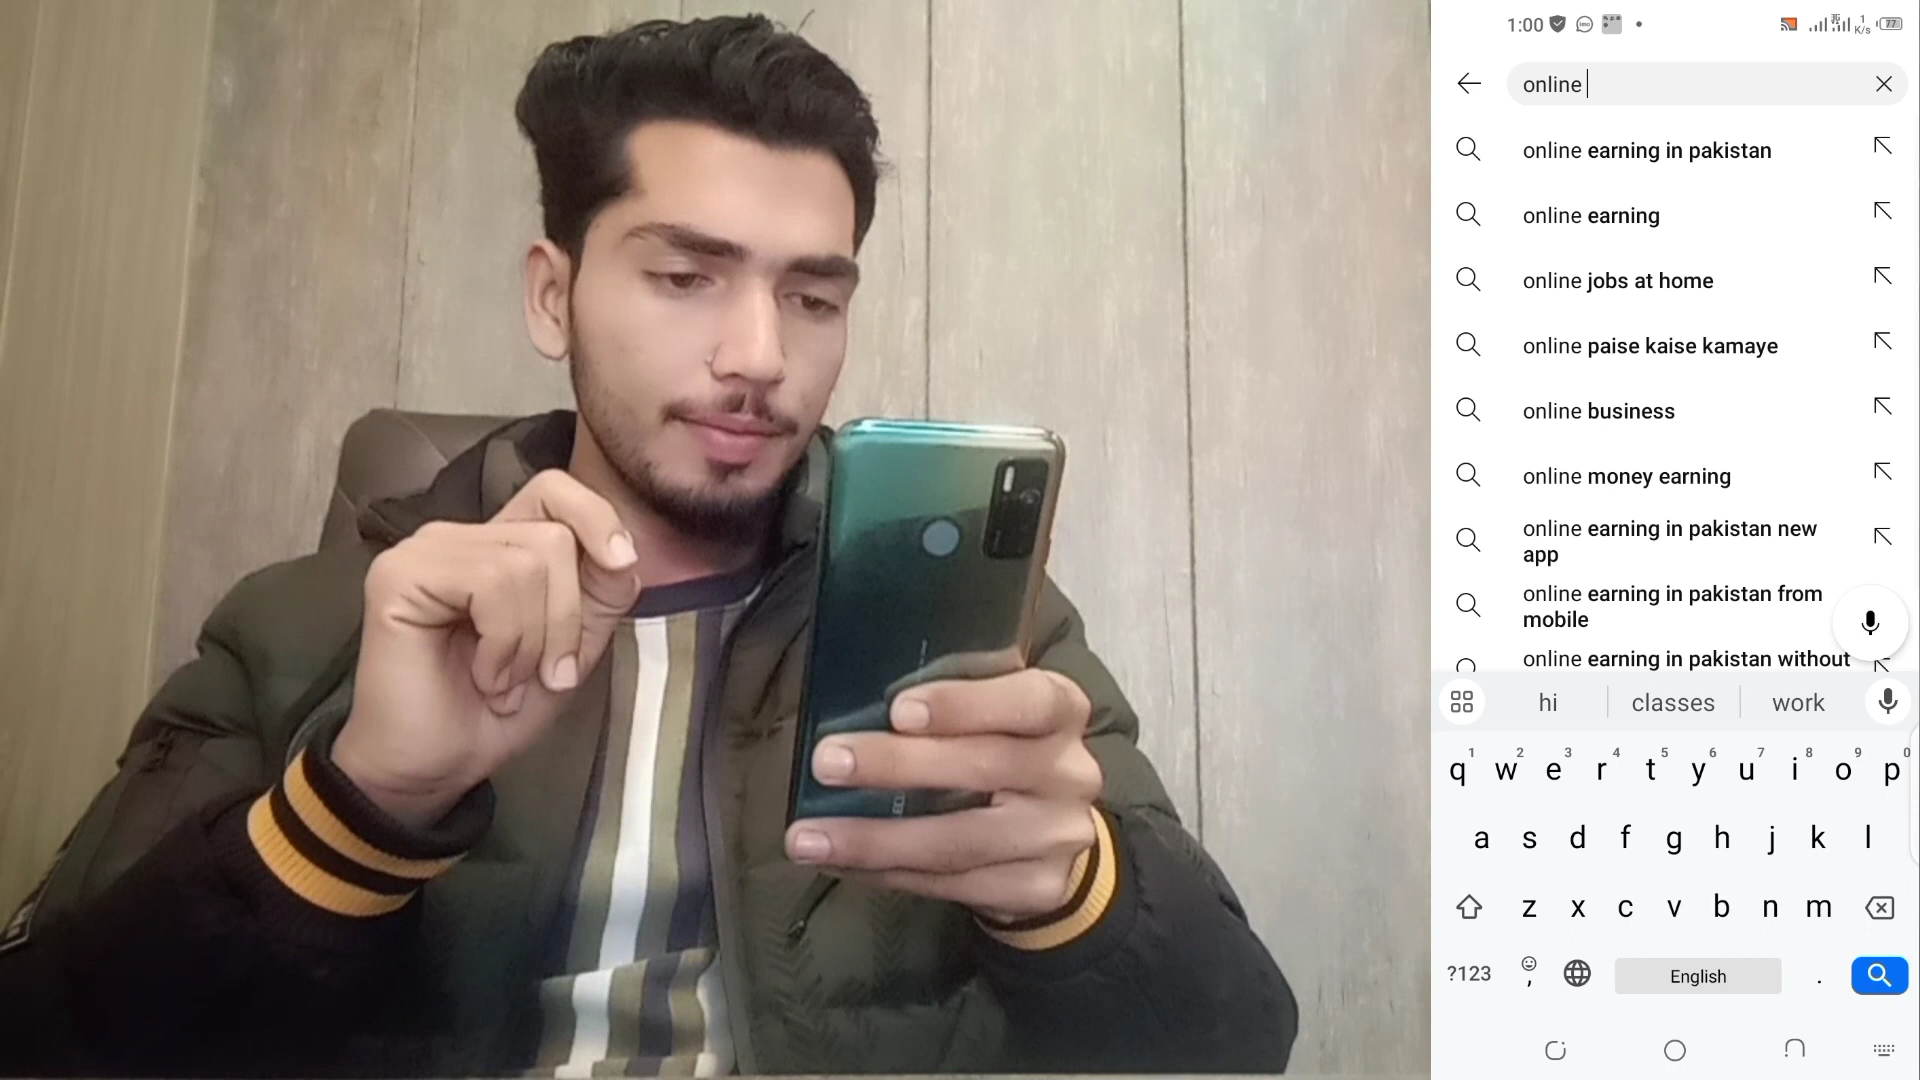 1:00
1
K/s
77
online
online earning in pakistan
online earning
online jobs at home
online paise kaise kamaye
online business
online money earning
online earning in pakistan new
app
online earning in pakistan from
mobile
online earning in pakistan without
hi classes work
1 2 3 4 5 6 7 8 9 0
q w e r t y u i o p
a s d f g h j k l
z x c v b n m
?123 , English .